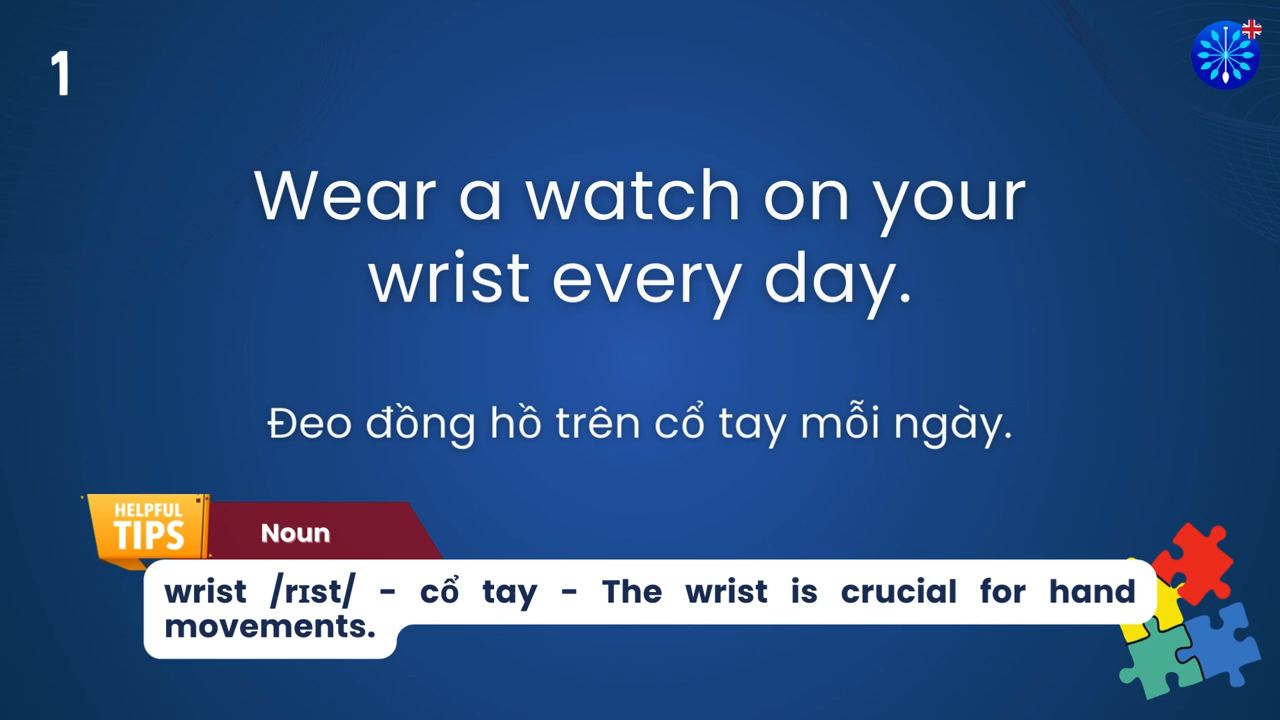 1
Wear a watch on your
wrist every day.
Đeo đồng hồ trên cổ tay mỗi ngày.
HELPFUL
TIPS
Noun
wrist /rɪst/ - cổ tay - The wrist is crucial for hand
movements.